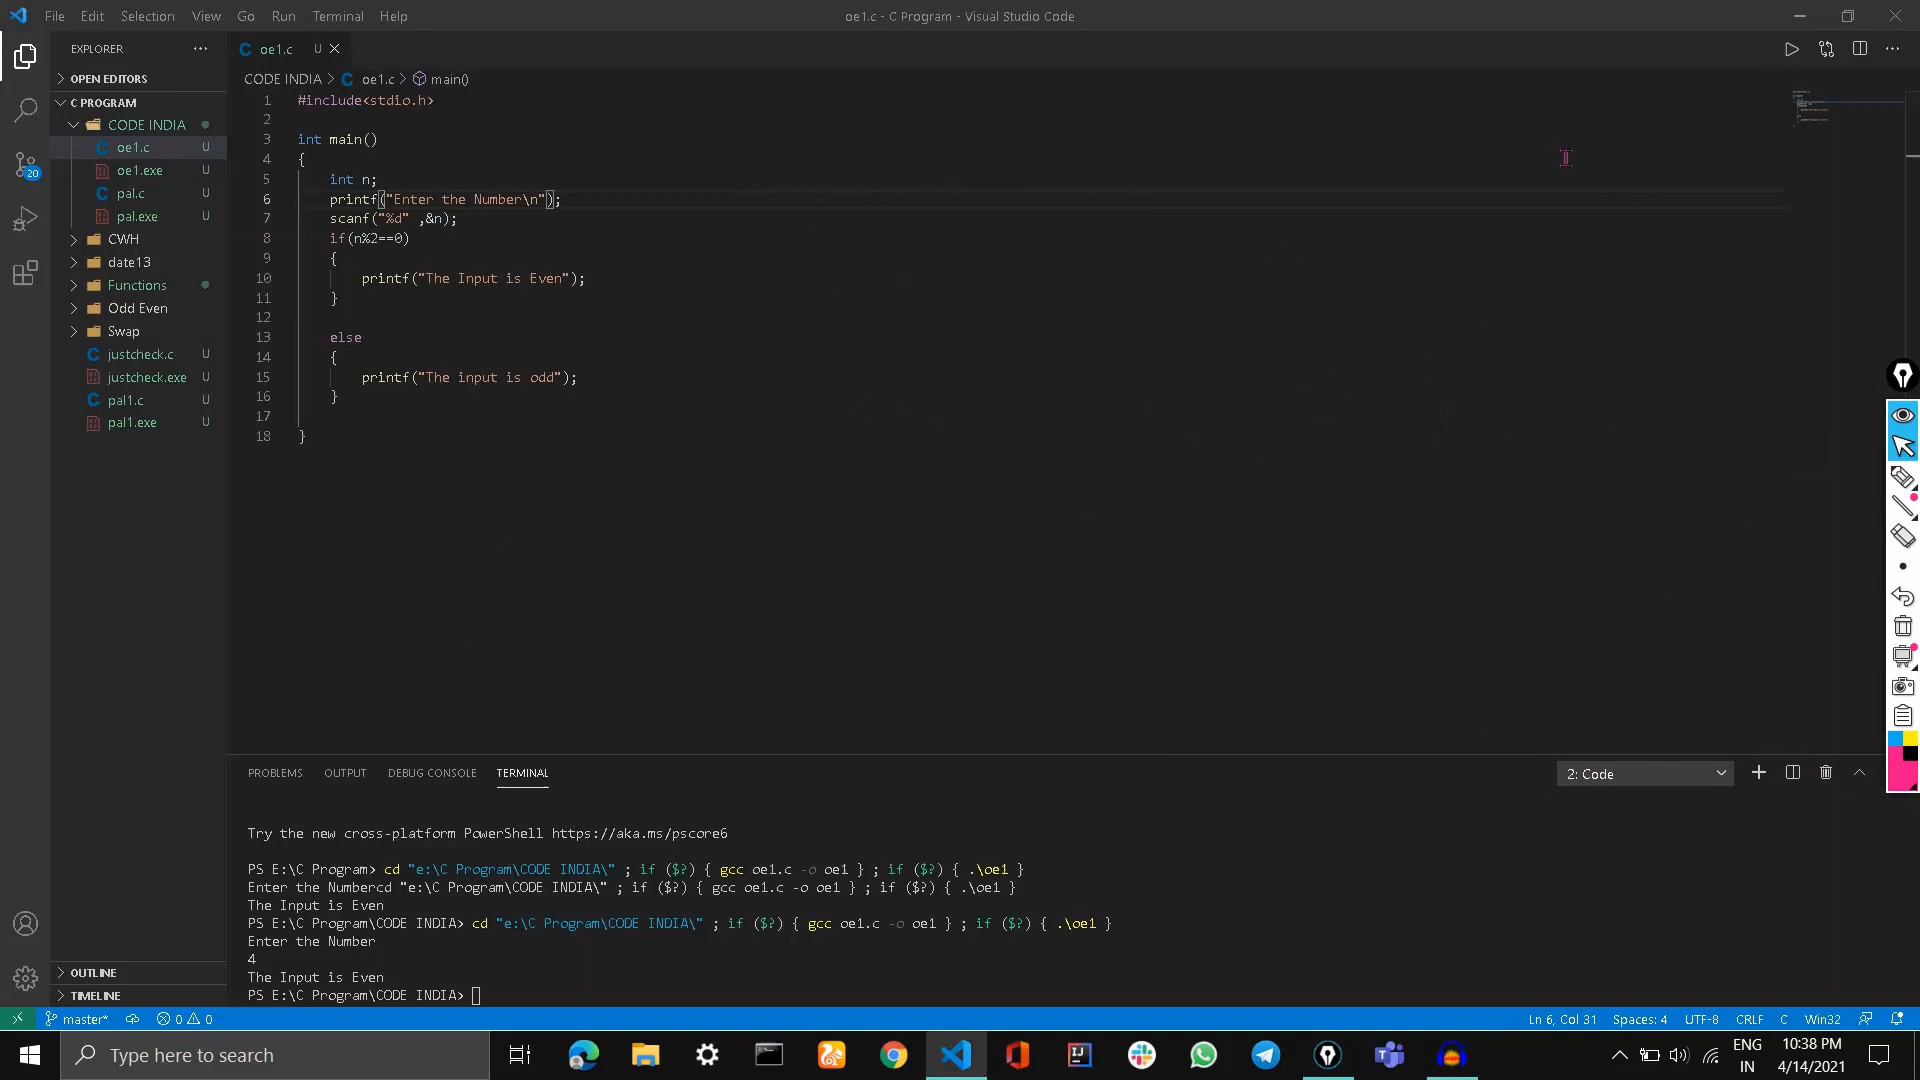 File Edit Selection View Go Run Terminal Help
oe1.c - C Program - Visual Studio Code
EXPLORER
OPEN EDITORS
C PROGRAM
CODE INDIA
oe1.c U
oe1.exe U
pal.c U
pal.exe U
CWH
date13
Functions
Odd Even
Swap
justcheck.c U
justcheck.exe U
pal1.c U
pal1.exe U
OUTLINE
TIMELINE
20
oe1.c U
CODE INDIA > oe1.c > main()
1 #include<stdio.h>
2
3 int main()
4 {
5 int n;
6 printf("Enter the Number\n");
7 scanf("%d" ,&n);
8 if(n%2==0)
9 {
10 printf("The Input is Even");
11 }
12
13 else
14 {
15 printf("The input is odd");
16 }
17
18 }
PROBLEMS OUTPUT DEBUG CONSOLE TERMINAL
2: Code
Try the new cross-platform PowerShell https://aka.ms/pscore6
PS E:\C Program> cd "e:\C Program\CODE INDIA\" ; if ($?) { gcc oe1.c -o oe1 } ; if ($?) { .\oe1 }
Enter the Numbercd "e:\C Program\CODE INDIA\" ; if ($?) { gcc oe1.c -o oe1 } ; if ($?) { .\oe1 }
The Input is Even
PS E:\C Program\CODE INDIA> cd "e:\C Program\CODE INDIA\" ; if ($?) { gcc oe1.c -o oe1 } ; if ($?) { .\oe1 }
Enter the Number
4
The Input is Even
PS E:\C Program\CODE INDIA>
master* 0 0
Ln 6, Col 31 Spaces: 4 UTF-8 CRLF C Win32
Type here to search
ENG
IN
10:38 PM
4/14/2021